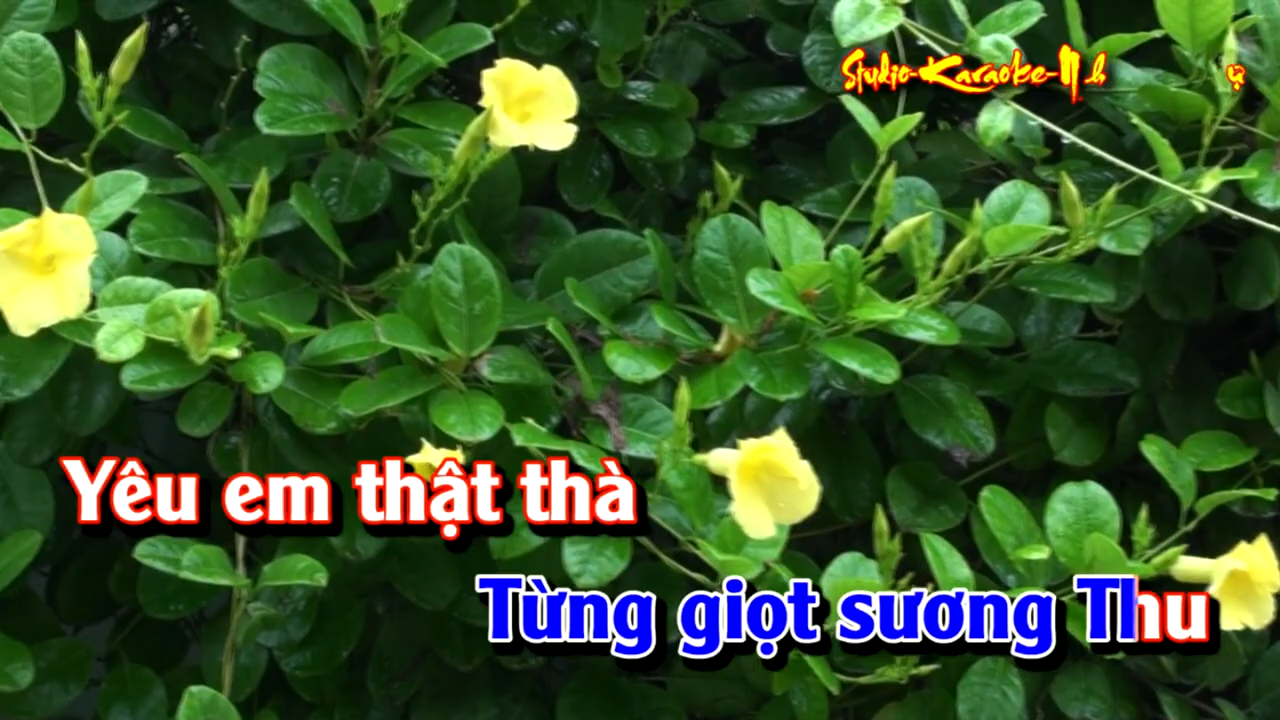 Studio-Karaoke-
Yêu em thật thà
Từng giọt sương Thu